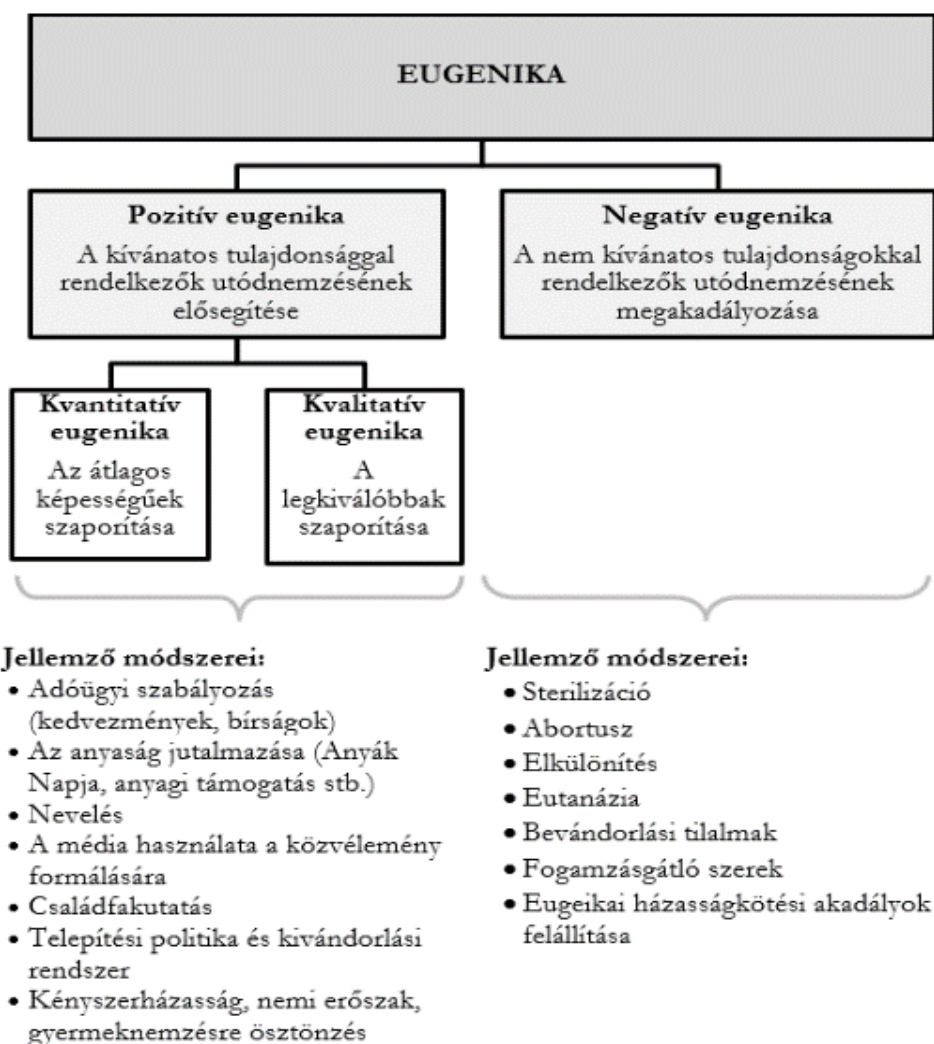 EUGENIKA
Pozitív eugenika
A kívánatos tulajdonsággal
rendelkezők utódnemzésének
elősegítése
Negatív eugenika
A nem kívánatos tulajdonságokkal
rendelkezők utódnemzésének
megakadályozása
Kvantitatív
eugenika
Az átlagos
képességűek
szaporítása
Kvalitatív
eugenika
A
legkiválóbbak
szaporítása
Jellemző módszerei:
• Adóügyi szabályozás
(kedvezmények, bírságok)
• Az anyaság jutalmazása (Anyák
Napja, anyagi támogatás stb.)
• Nevelés
• A média használata a közvélemény
formálására
• Családfakutatás
• Telepítési politika és kivándorlási
rendszer
• Kényszerházasság, nemi erőszak,
gyermeknemzésre ösztönzés
Jellemző módszerei:
• Sterilizáció
• Abortusz
• Elkülönítés
• Eutanázia
• Bevándorlási tilalmak
• Fogamzásgátló szerek
• Eugeikai házasságkötési akadályok
felállítása